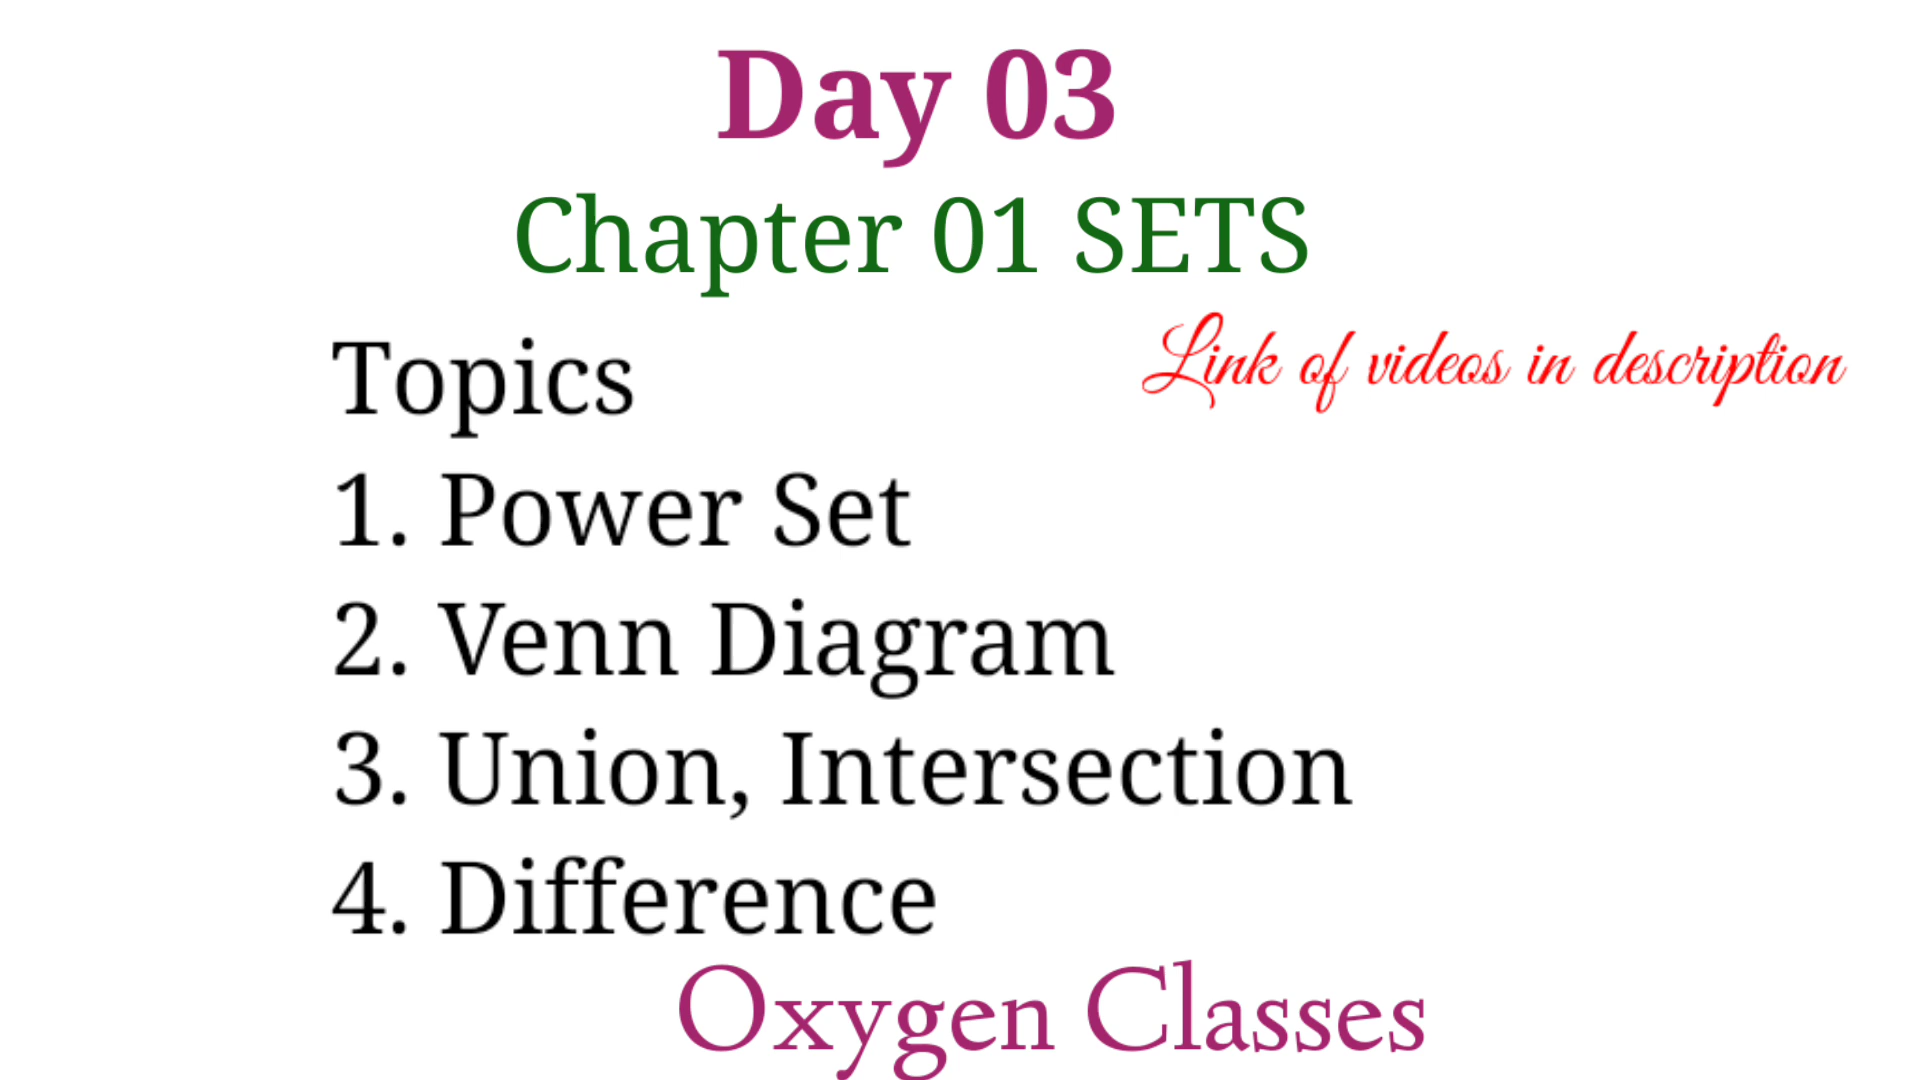 Day 03
Chapter 01 SETS
Topics
Link of videos in description
1. Power Set
2. Venn Diagram
3. Union, Intersection
4. Difference
Oxygen Classes